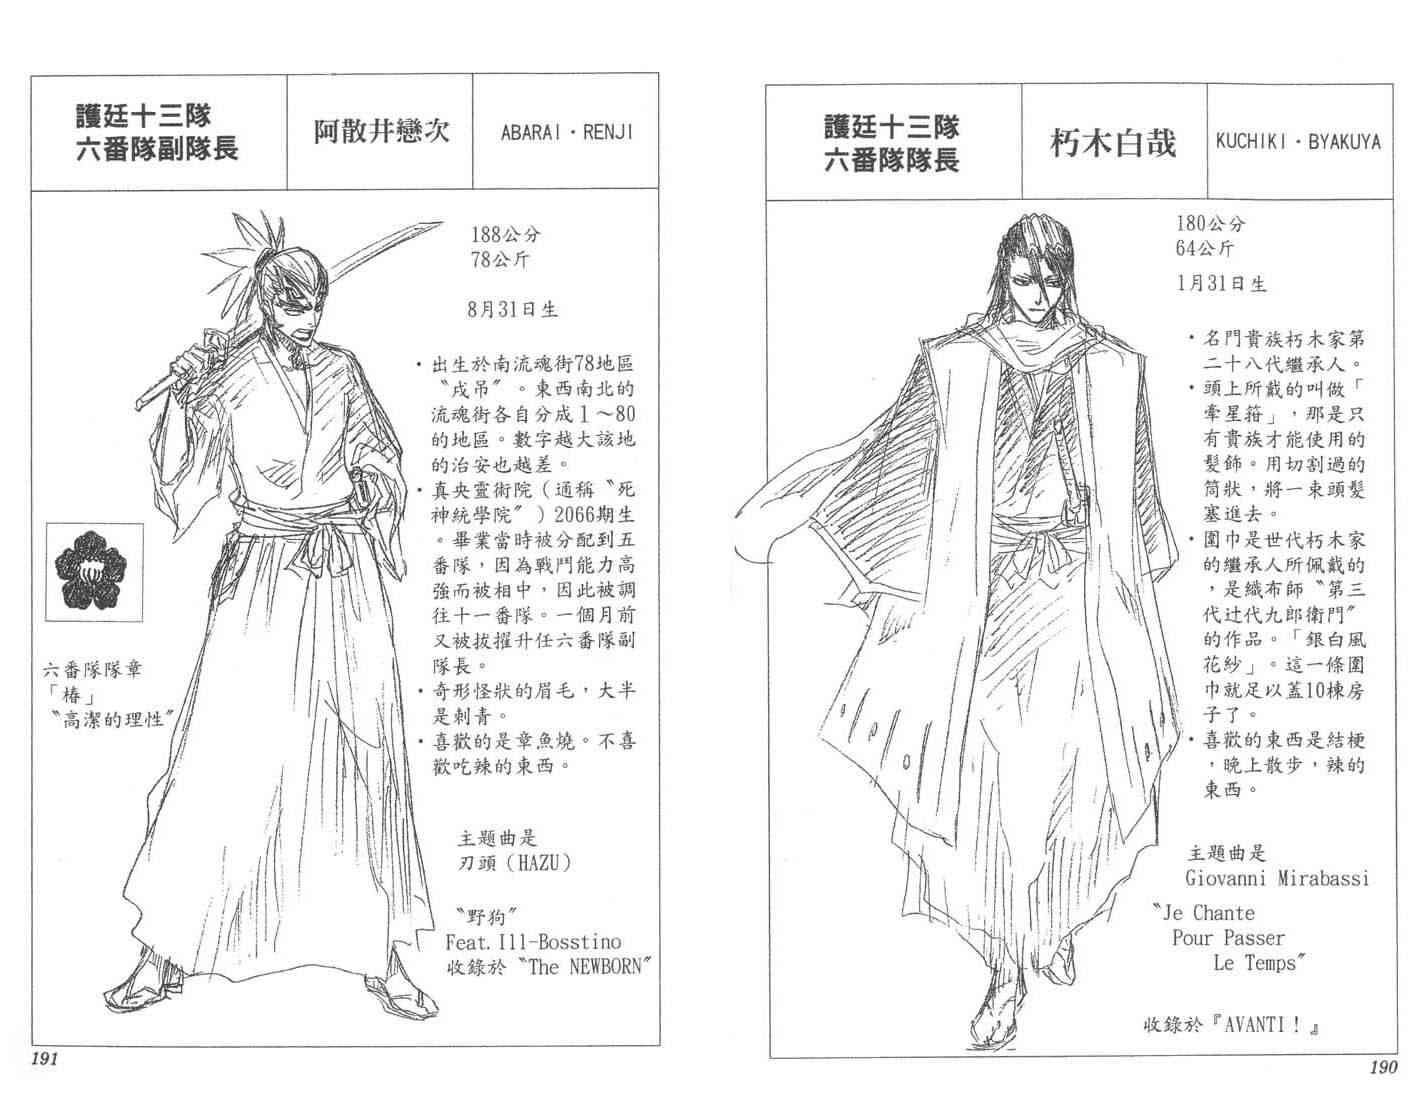 護廷十三隊
六番隊隊長
朽木白哉
KUCHIKI・BYAKUYA
180公分
64公斤
1月31日生
・名門貴族朽木家第
二十八代繼承人。
・頭上所戴的叫做「
牽星箝」，那是只
有貴族才能使用的
髮飾。用切割過的
筒狀，將一束頭髮
塞進去。
・圍巾是世代朽木家
的繼承人所佩戴的
，是織布師〝第三
代辻代九郎衛門〞
的作品。「銀白風
花紗」。這一條圍
巾就足以蓋10棟房
子了。
・喜歡的東西是結梗
，晚上散步，辣的
東西。
主題曲是
Giovanni Mirabassi
〝Je Chante
Pour Passer
Le Temps〞
收錄於『AVANTI！』
190
護廷十三隊
六番隊副隊長
阿散井戀次
ABARAI・RENJI
188公分
78公斤
8月31日生
・出生於南流魂街78地區
〝戌吊〞。東西南北的
流魂街各自分成１～80
的地區。數字越大該地
的治安也越差。
・真央靈術院（通稱〝死
神統學院〞）2066期生
。畢業當時被分配到五
番隊，因為戰鬥能力高
強而被相中，因此被調
往十一番隊。一個月前
又被拔擢升任六番隊副
隊長。
・奇形怪狀的眉毛，大半
是刺青。
・喜歡的是章魚燒。不喜
歡吃辣的東西。
六番隊隊章
「椿」
〝高潔的理性〞
主題曲是
刃頭（HAZU）
〝野狗〞
Feat. Ill-Bosstino
收錄於〝The NEWBORN〞
191